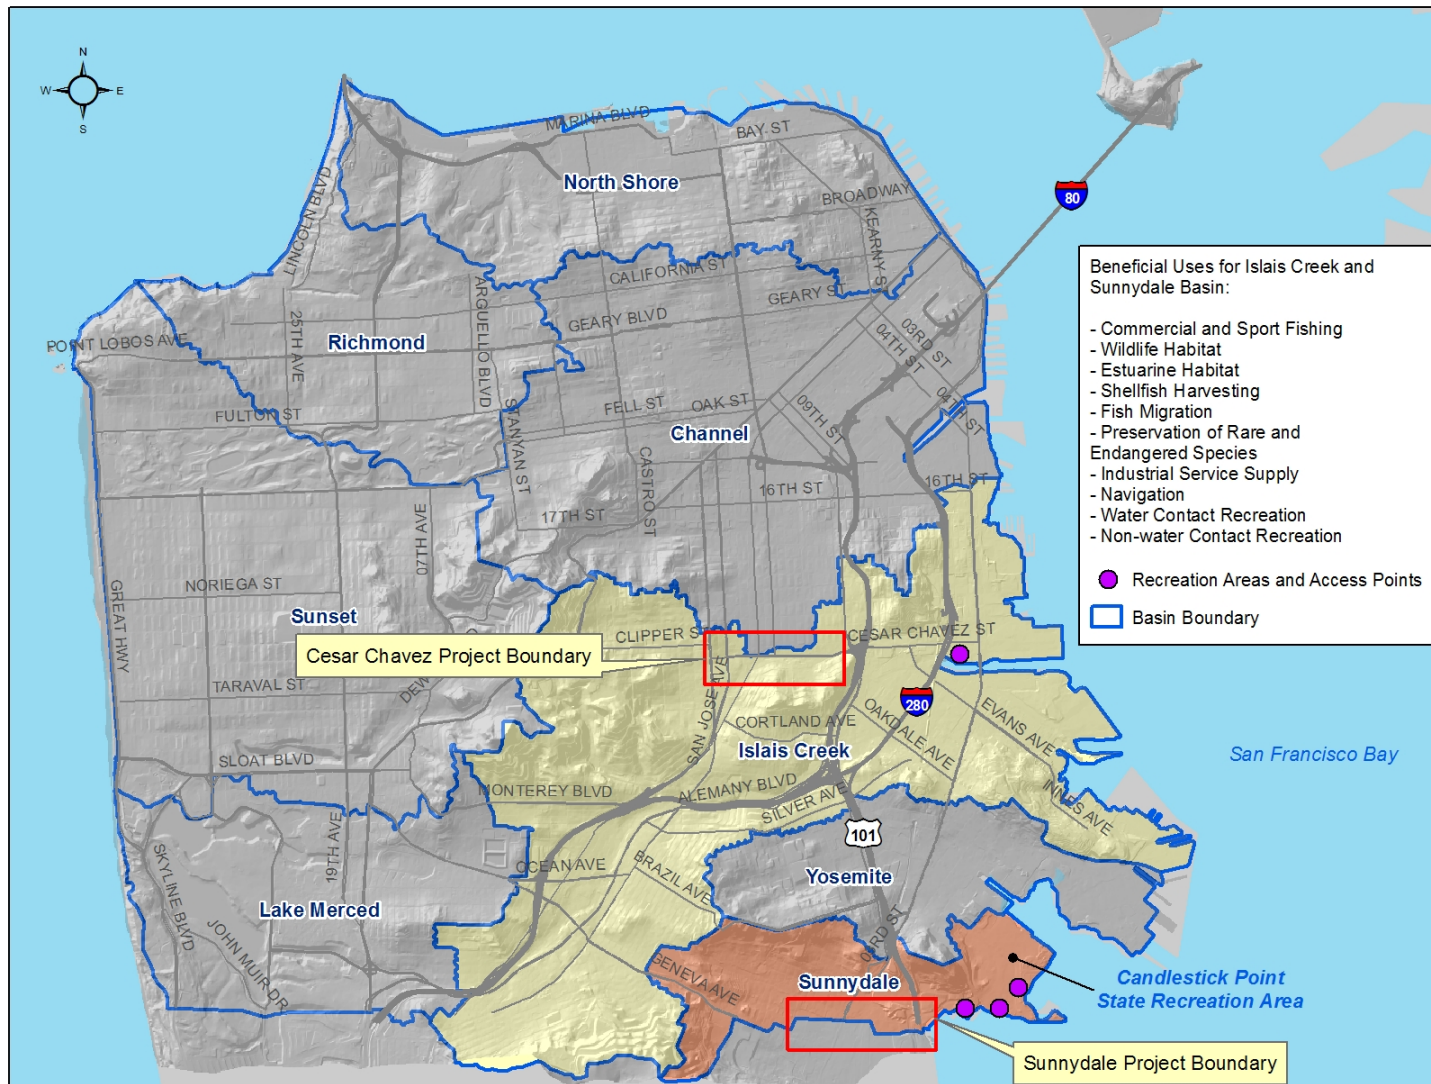 N
W E
S
MARINA BLVD
BAY ST
North Shore
BROADWAY
KEARNY ST
LINCOLN BLVD
80
CALIFORNIA ST
GEARY ST
GEARY BLVD
ARGUELLO BLVD
25TH AVE
POINT LOBOS AVE
Richmond
03RD ST
04TH ST
04TH ST
09TH ST
FULTON ST
STANYAN ST
FELL ST
OAK ST
Channel
CASTRO ST
16TH ST
16TH ST
17TH ST
07TH AVE
NORIEGA ST
GREAT HWY
Sunset
CLIPPER S
CESAR CHAVEZ ST
Cesar Chavez Project Boundary
TARAVAL ST
DEW
SAN JOSE AVE
280
CORTLAND AVE
OAKDALE AVE
EVANS AVE
Islais Creek
SLOAT BLVD
MONTEREY BLVD
ALEMANY BLVD
SILVER AVE
INNES AVE
101
19TH AVE
SKYLINE BLVD
OCEAN AVE
BRAZIL AVE
Yosemite
Lake Merced
JOHN MUIR DR
03RD ST
GENEVA AVE
Sunnydale
Candlestick Point
State Recreation Area
Sunnydale Project Boundary
San Francisco Bay
Beneficial Uses for Islais Creek and
Sunnydale Basin:
- Commercial and Sport Fishing
- Wildlife Habitat
- Estuarine Habitat
- Shellfish Harvesting
- Fish Migration
- Preservation of Rare and
Endangered Species
- Industrial Service Supply
- Navigation
- Water Contact Recreation
- Non-water Contact Recreation
Recreation Areas and Access Points
Basin Boundary